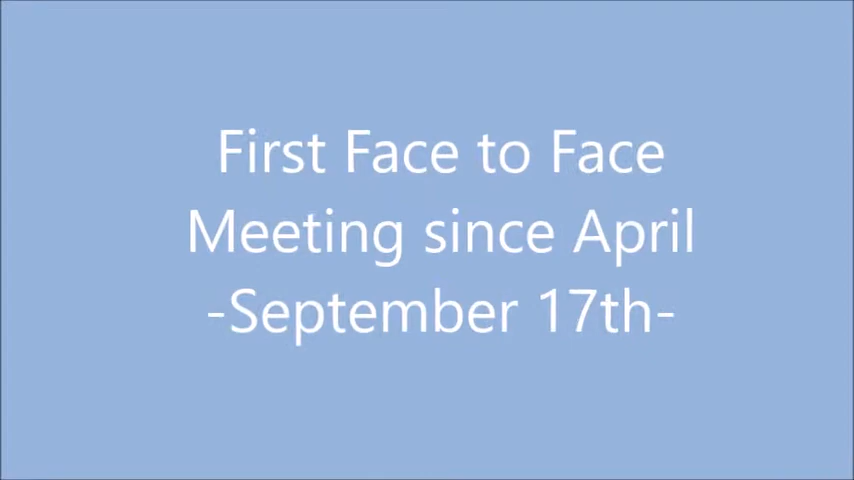 First Face to Face
Meeting since April
-September 17th-